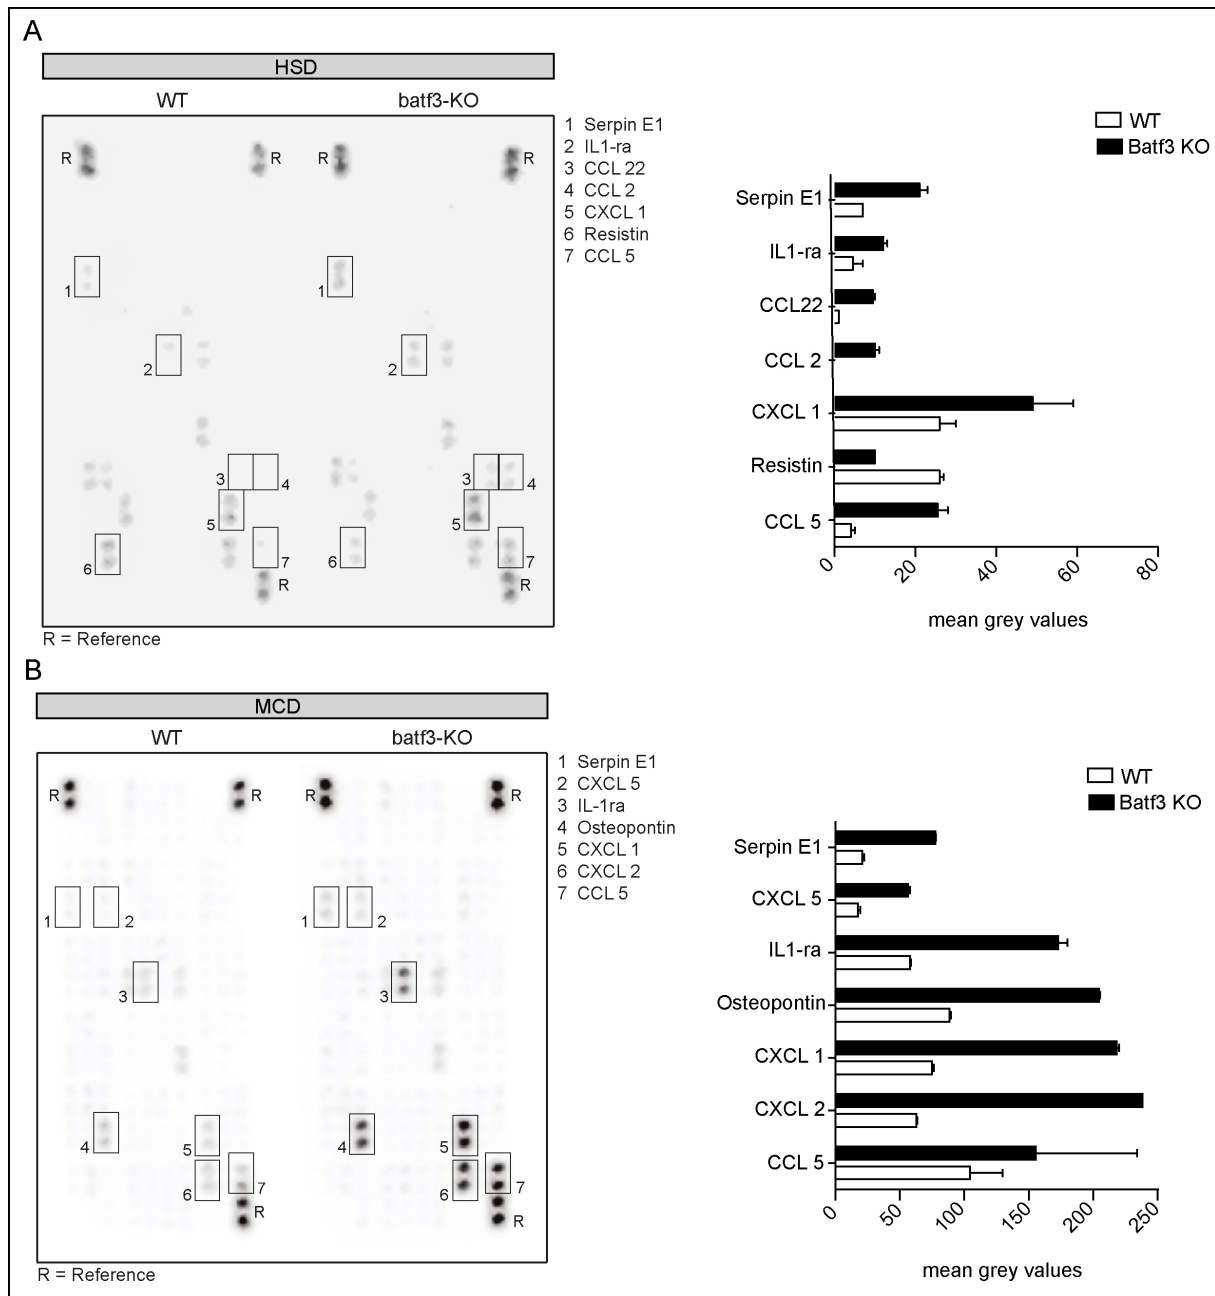 A
HSD
WT batf3-KO
R R R R
1 Serpin E1
2 IL1-ra
3 CCL 22
4 CCL 2
5 CXCL 1
6 Resistin
7 CCL 5
1 1
2 2
3 4 3 4
5 5
6 7 6 7
R R
R = Reference
WT
Batf3 KO
Serpin E1
IL1-ra
CCL22
CCL 2
CXCL 1
Resistin
CCL 5
0 20 40 60 80
mean grey values
B
MCD
WT batf3-KO
R R R R
1 Serpin E1
2 CXCL 5
3 IL-1ra
4 Osteopontin
5 CXCL 1
6 CXCL 2
7 CCL 5
1 2 1 2
3 3
4 5 4 5
6 7 6 7
R R
R = Reference
WT
Batf3 KO
Serpin E1
CXCL 5
IL1-ra
Osteopontin
CXCL 1
CXCL 2
CCL 5
0 50 100 150 200 250
mean grey values